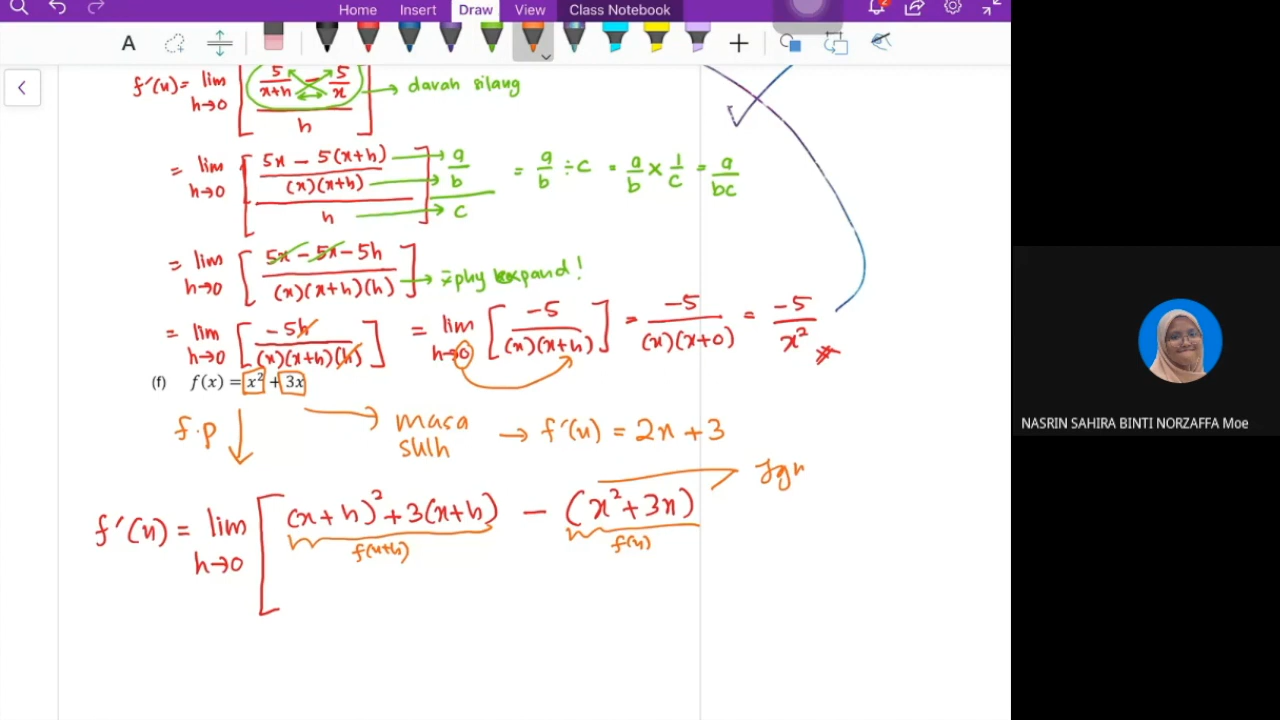 Home Insert Draw View Class Notebook
A
f'(x) = lim h→0 [ (5/(x+h) − 5/x) / h ] → darab silang
= lim h→0 [ (5x − 5(x+h)) / ((x)(x+h)) / h ] → a/b / c = a/b ÷ c = a/b × 1/c = a/bc
= lim h→0 [ (5x − 5x − 5h) / ((x)(x+h)(h)) ] → expand!
= lim h→0 [ −5h / ((x)(x+h)(h)) ] = lim h→0 [ −5 / ((x)(x+h)) ] = −5 / ((x)(x+0)) = −5/x²
(f) f(x) = x² + 3x
f.p
masa
sklh → f'(x) = 2x + 3
f'(x) = lim h→0 [ (x+h)² + 3(x+h) − (x² + 3x)
f(x+h) f(x)
Jgn
NASRIN SAHIRA BINTI NORZAFFA Moe